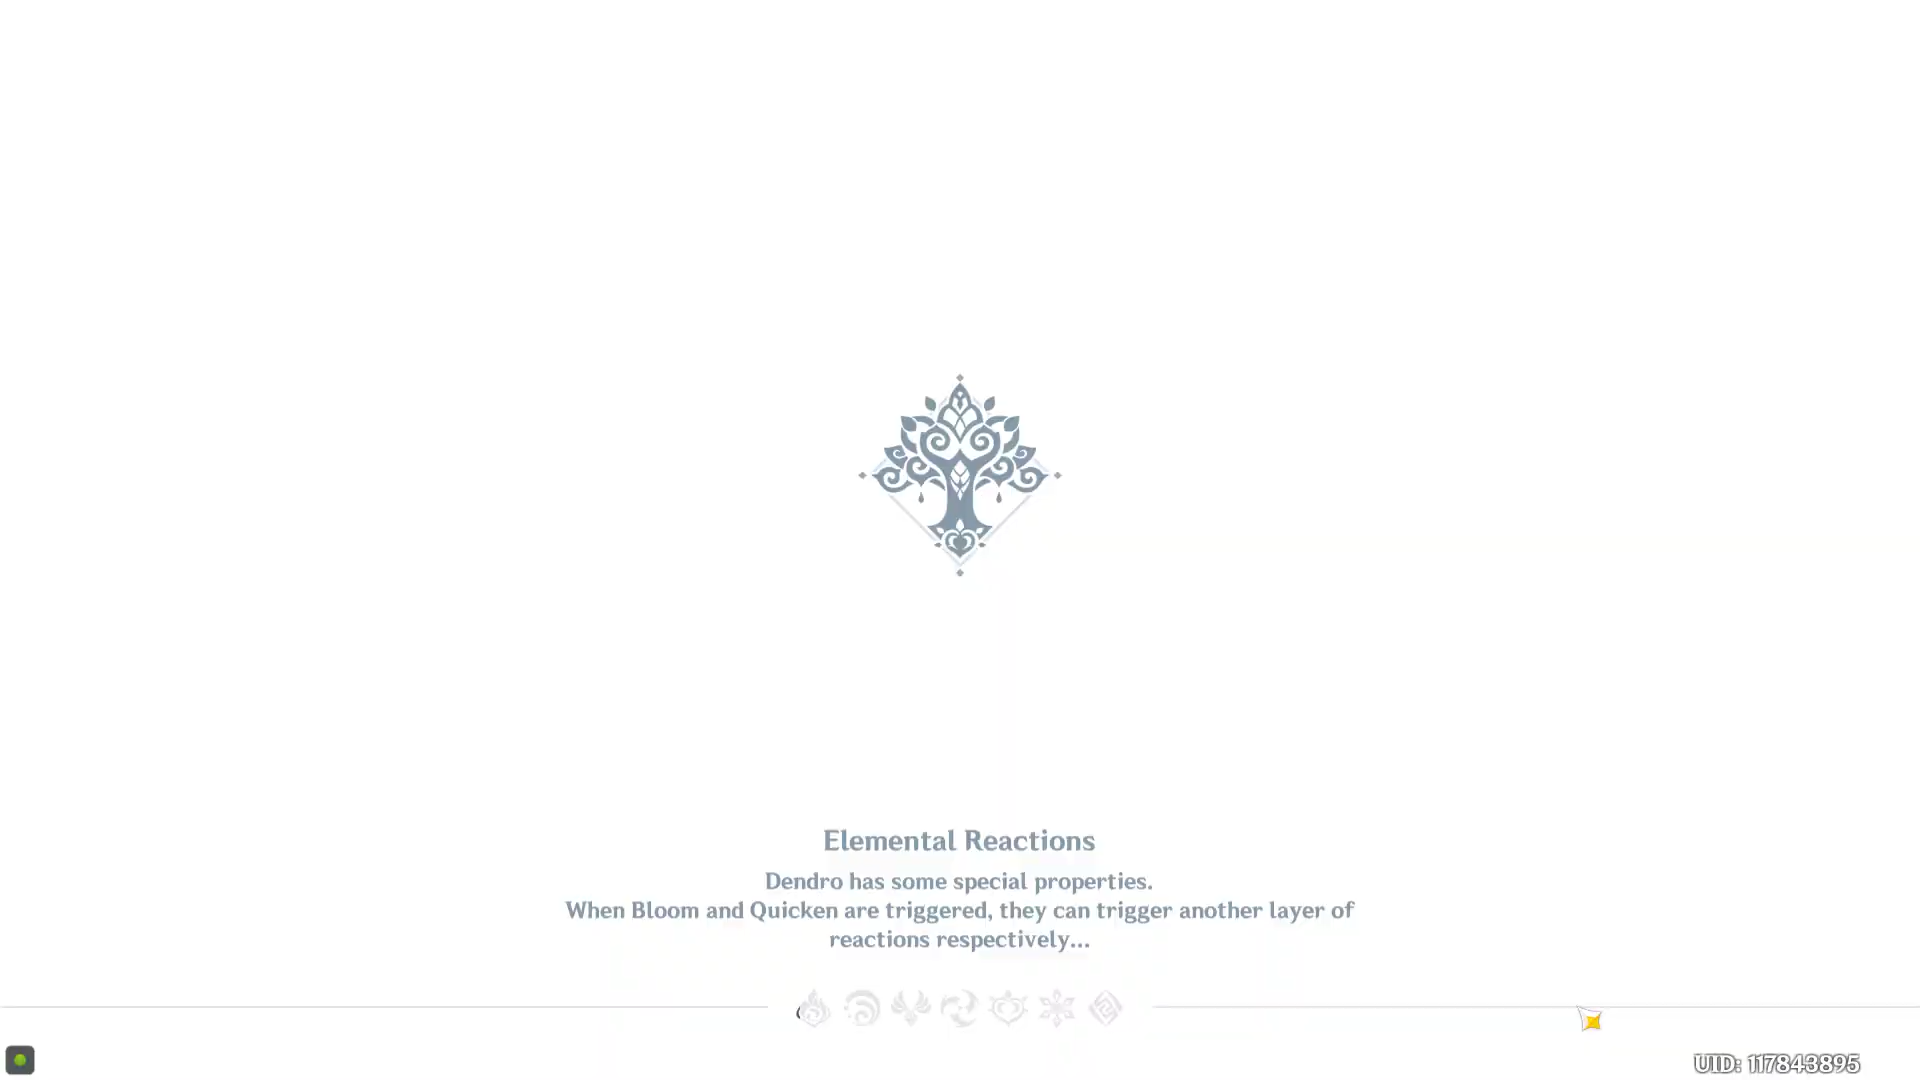 Elemental Reactions
Dendro has some special properties.
When Bloom and Quicken are triggered, they can trigger another layer of
reactions respectively...
UID: 117843895